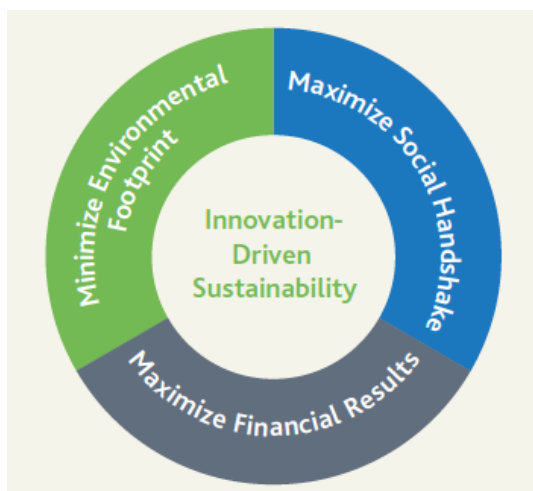 Minimize Environmental
Footprint
Maximize Social Handshake
Innovation-
Driven
Sustainability
Maximize Financial Results